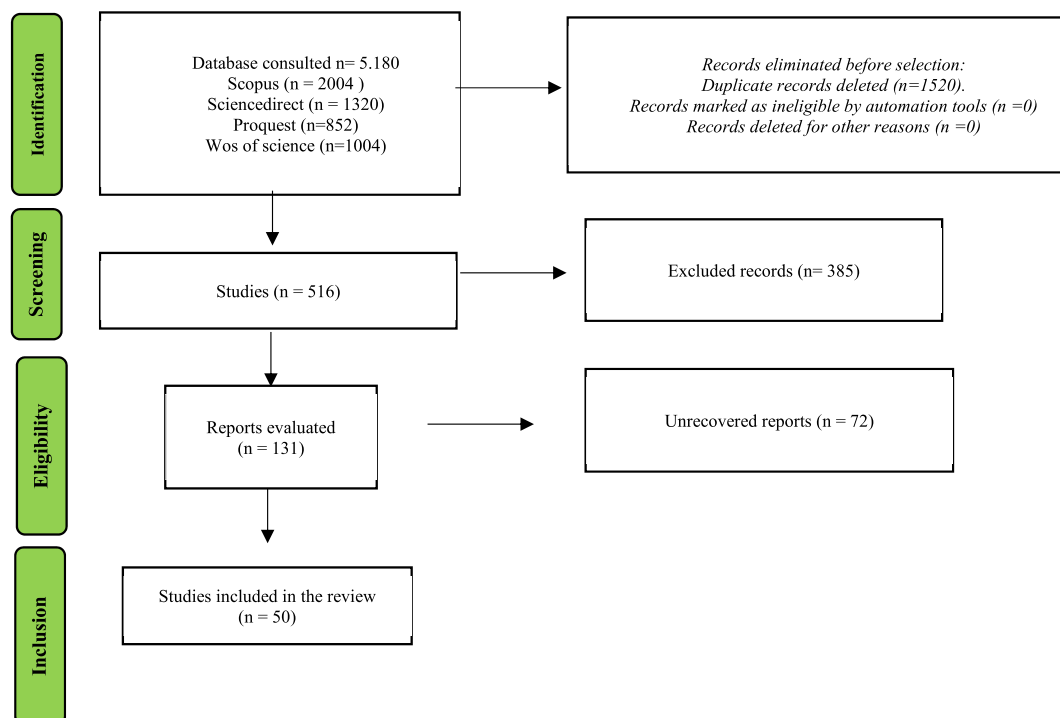 Identification
Database consulted n= 5.180
Scopus (n = 2004 )
Sciencedirect (n = 1320)
Proquest (n=852)
Wos of science (n=1004)
Records eliminated before selection:
Duplicate records deleted (n=1520).
Records marked as ineligible by automation tools (n =0)
Records deleted for other reasons (n =0)
Screening
Studies (n = 516)
Excluded records (n= 385)
Eligibility
Reports evaluated
(n = 131)
Unrecovered reports (n = 72)
Inclusion
Studies included in the review
(n = 50)